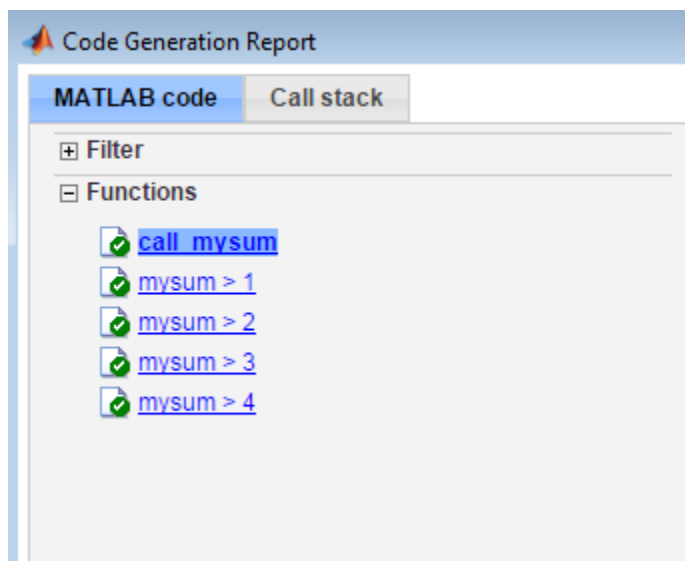 Code Generation Report
MATLAB code Call stack
Filter
Functions
call_mysum
mysum > 1
mysum > 2
mysum > 3
mysum > 4